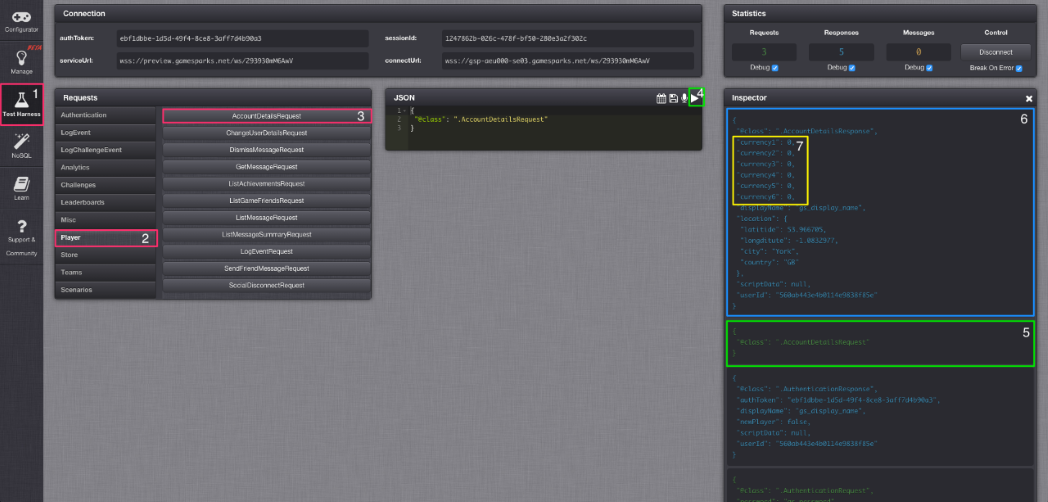 Configurator
BETA
Manage
1
Test Harness
NoSQL
Learn
Support &
Community
Connection
authToken:
ebf1dbbe-1d5d-49f4-8ce8-3aff7d4b90a3
sessionId:
1247862b-026c-478f-bf50-280e3a2f302c
serviceUrl:
wss://preview.gamesparks.net/ws/Z93930mM6AwV
connectUrl:
wss://gsp-aeu000-se03.gamesparks.net/ws/Z93930mM6AwV
Statistics
Requests
Responses
Messages
Control
3
5
0
Disconnect
Debug
Debug
Debug
Break On Error
Requests
Authentication
LogEvent
LogChallengeEvent
Analytics
Challenges
Leaderboards
Misc
Player
2
Store
Teams
Scenarios
AccountDetailsRequest
3
ChangeUserDetailsRequest
DismissMessageRequest
GetMessageRequest
ListAchievementsRequest
ListGameFriendsRequest
ListMessageRequest
ListMessageSummaryRequest
LogEventRequest
SendFriendMessageRequest
SocialDisconnectRequest
JSON
4
1 {
2 "@class": ".AccountDetailsRequest"
3 }
Inspector
6
{
"@class": ".AccountDetailsResponse",
"currency1": 0,
7
"currency2": 0,
"currency3": 0,
"currency4": 0,
"currency5": 0,
"currency6": 0,
"displayName": "gs_display_name",
"location": {
"latitide": 53.966705,
"longditute": -1.0832977,
"city": "York",
"country": "GB"
},
"scriptData": null,
"userId": "560ab443e4b0114e9838f85e"
}
5
{
"@class": ".AccountDetailsRequest"
}
{
"@class": ".AuthenticationResponse",
"authToken": "ebf1dbbe-1d5d-49f4-8ce8-3aff7d4b90a3",
"displayName": "gs_display_name",
"newPlayer": false,
"scriptData": null,
"userId": "560ab443e4b0114e9838f85e"
}
{
"@class": ".AuthenticationRequest",